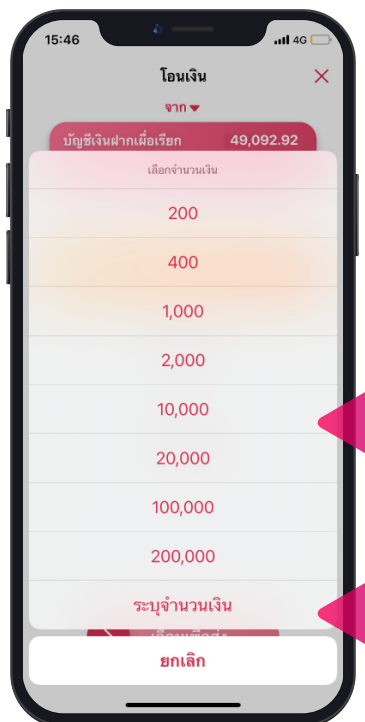 15:46 4G
โอนเงิน
จาก
บัญชีเงินฝากเผื่อเรียก 49,092.92
เลือกจำนวนเงิน
200
400
1,000
2,000
10,000
20,000
100,000
200,000
ระบุจำนวนเงิน
ยกเลิก